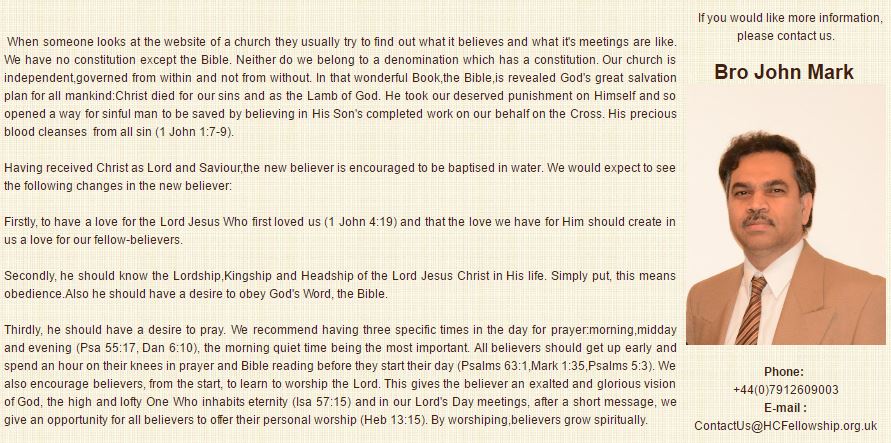 When someone looks at the website of a church they usually try to find out what it believes and what it's meetings are like.
We have no constitution except the Bible. Neither do we belong to a denomination which has a constitution. Our church is
independent,governed from within and not from without. In that wonderful Book,the Bible,is revealed God's great salvation
plan for all mankind:Christ died for our sins and as the Lamb of God. He took our deserved punishment on Himself and so
opened a way for sinful man to be saved by believing in His Son's completed work on our behalf on the Cross. His precious
blood cleanses from all sin (1 John 1:7-9).
Having received Christ as Lord and Saviour,the new believer is encouraged to be baptised in water. We would expect to see
the following changes in the new believer:
Firstly, to have a love for the Lord Jesus Who first loved us (1 John 4:19) and that the love we have for Him should create in
us a love for our fellow-believers.
Secondly, he should know the Lordship,Kingship and Headship of the Lord Jesus Christ in His life. Simply put, this means
obedience.Also he should have a desire to obey God's Word, the Bible.
Thirdly, he should have a desire to pray. We recommend having three specific times in the day for prayer:morning,midday
and evening (Psa 55:17, Dan 6:10), the morning quiet time being the most important. All believers should get up early and
spend an hour on their knees in prayer and Bible reading before they start their day (Psalms 63:1,Mark 1:35,Psalms 5:3). We
also encourage believers, from the start, to learn to worship the Lord. This gives the believer an exalted and glorious vision
of God, the high and lofty One Who inhabits eternity (Isa 57:15) and in our Lord's Day meetings, after a short message, we
give an opportunity for all believers to offer their personal worship (Heb 13:15). By worshiping,believers grow spiritually.
If you would like more information,
please contact us.
Bro John Mark
Phone:
+44(0)7912609003
E-mail :
ContactUs@HCFellowship.org.uk